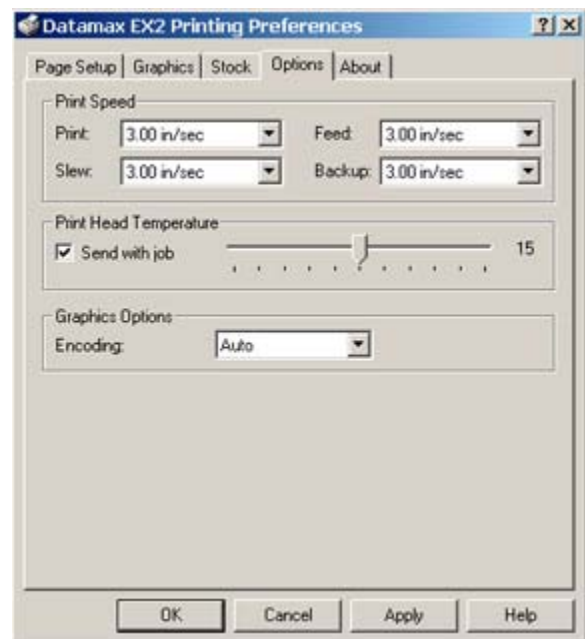 Datamax EX2 Printing Preferences
Page Setup Graphics Stock Options About
Print Speed
Print: 3.00 in/sec Feed: 3.00 in/sec
Slew: 3.00 in/sec Backup: 3.00 in/sec
Print Head Temperature
Send with job 15
Graphics Options
Encoding: Auto
OK Cancel Apply Help